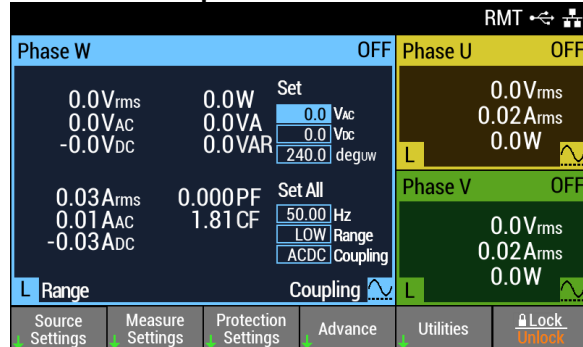 RMT
Phase W OFF
0.0Vrms 0.0W
0.0VAC 0.0VA
-0.0VDC 0.0VAR
Set
0.0 VAC
0.0 VDC
240.0 degUW
0.03Arms 0.000PF
0.01AAC 1.81CF
-0.03ADC
Set All
50.00 Hz
LOW Range
ACDC Coupling
L Range Coupling
Phase U OFF
0.0Vrms
0.02Arms
0.0W
L
Phase V OFF
0.0Vrms
0.02Arms
0.0W
L
Source
Settings
Measure
Settings
Protection
Settings
Advance
Utilities
Lock
Unlock